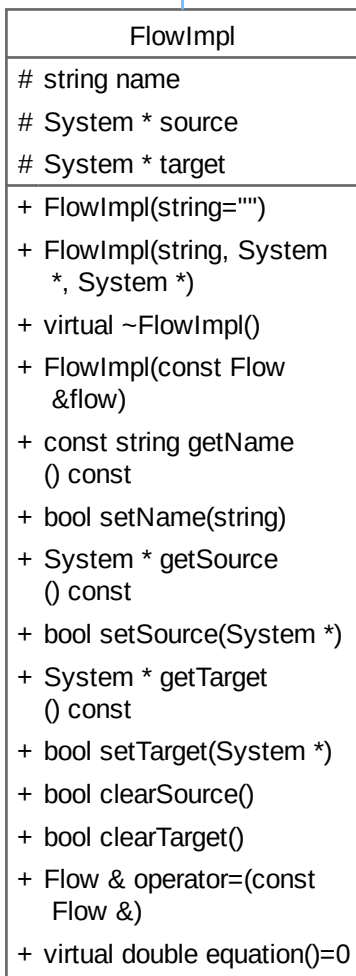 FlowImpl
# string name
# System * source
# System * target
+ FlowImpl(string="")
+ FlowImpl(string, System
*, System *)
+ virtual ~FlowImpl()
+ FlowImpl(const Flow
&flow)
+ const string getName
() const
+ bool setName(string)
+ System * getSource
() const
+ bool setSource(System *)
+ System * getTarget
() const
+ bool setTarget(System *)
+ bool clearSource()
+ bool clearTarget()
+ Flow & operator=(const
Flow &)
+ virtual double equation()=0